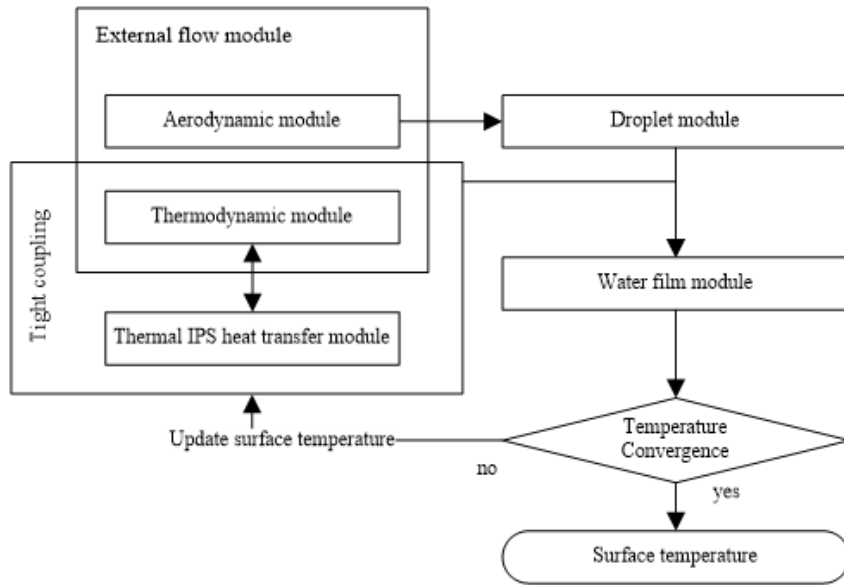 External flow module
Aerodynamic module
Droplet module
Thermodynamic module
Tight coupling
Water film module
Thermal IPS heat transfer module
Update surface temperature
Temperature
Convergence
no
yes
Surface temperature